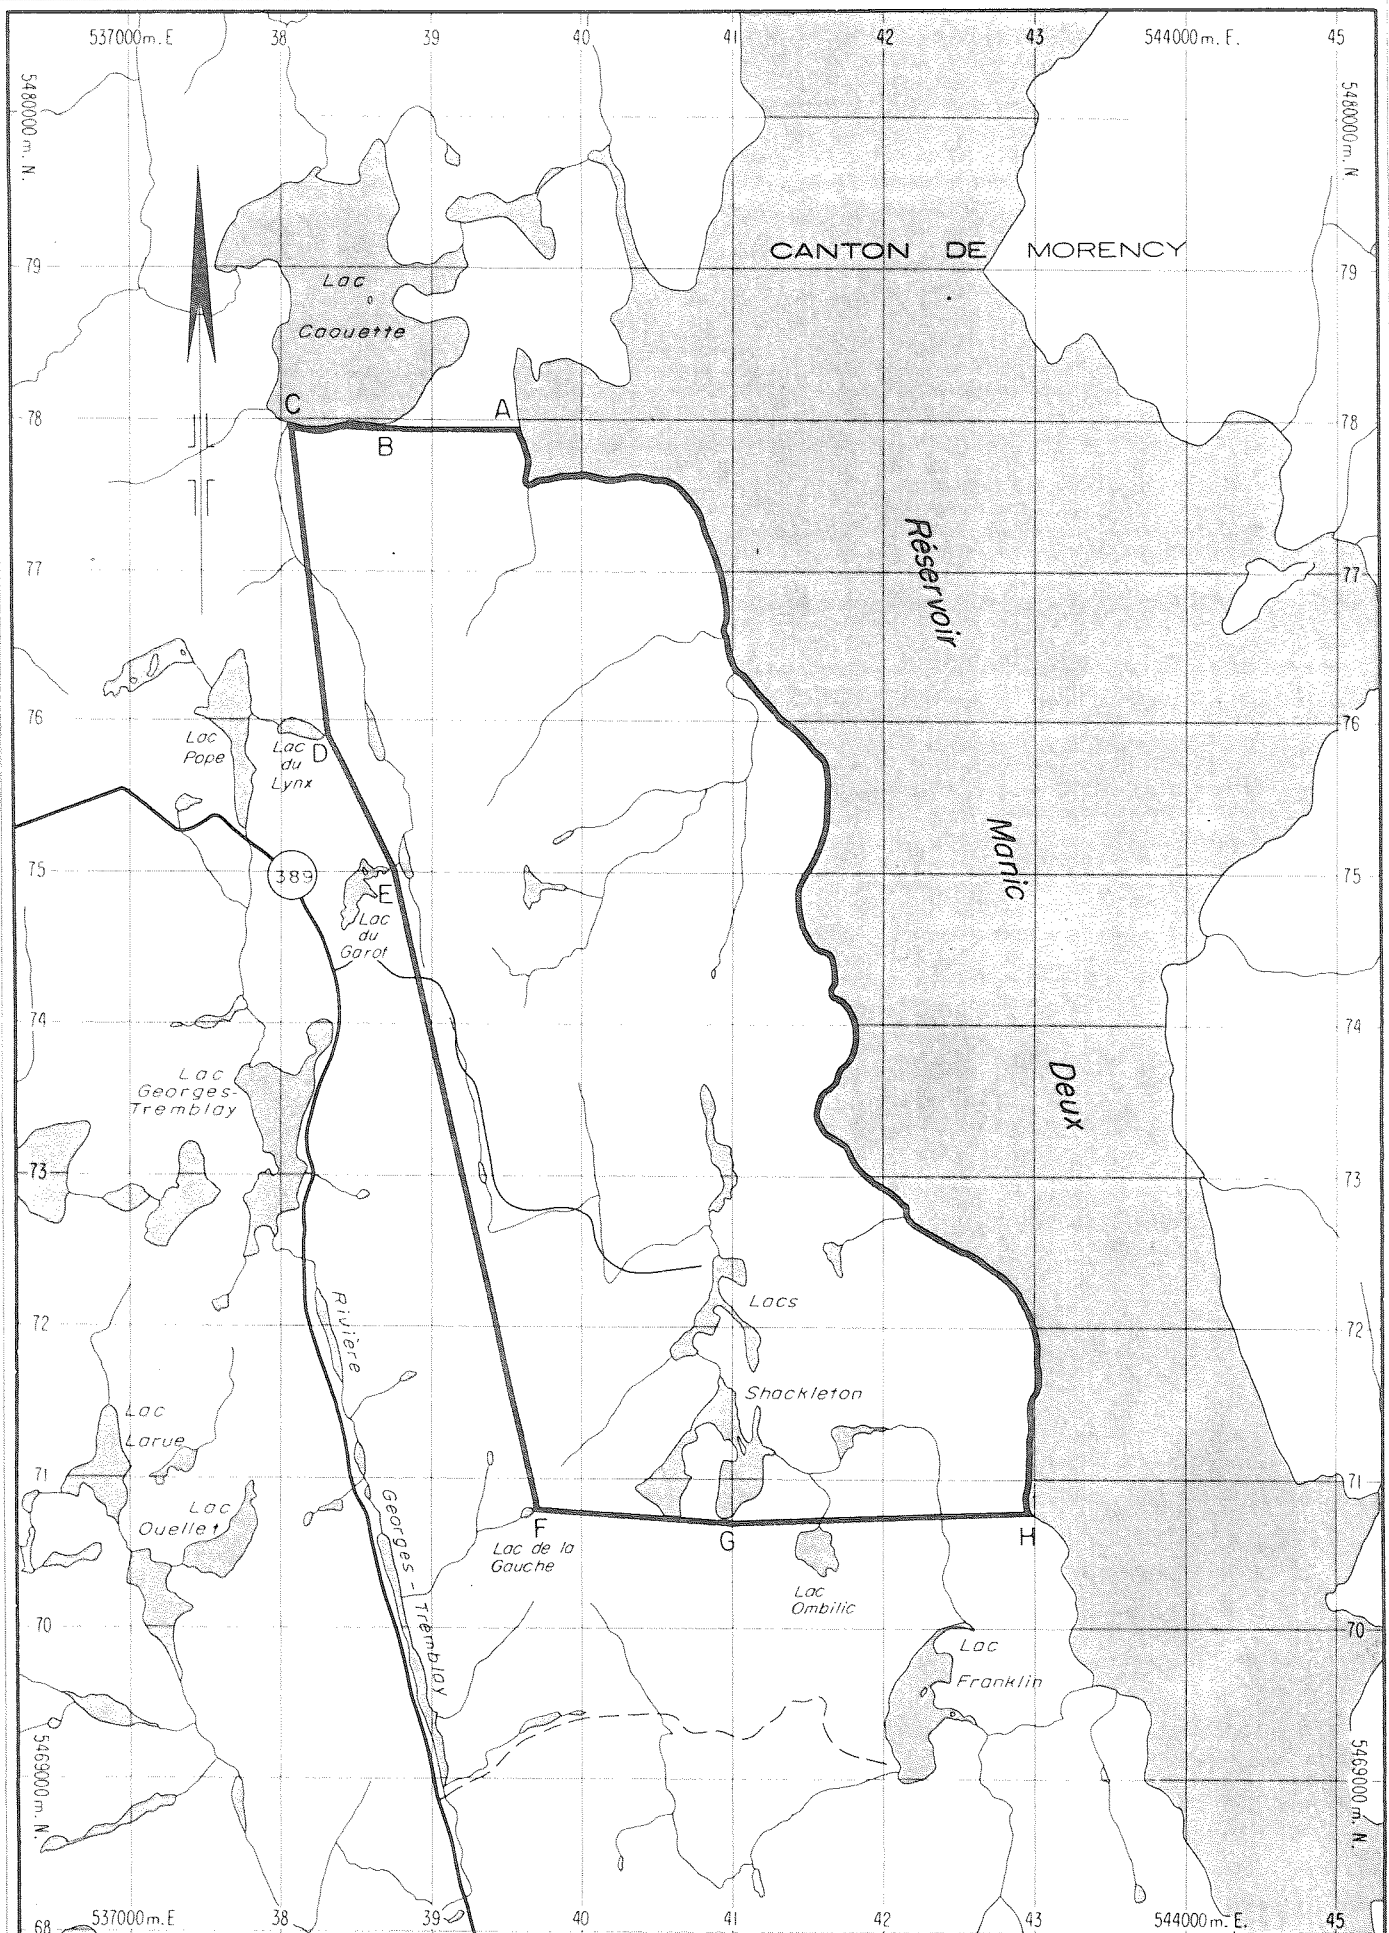 537000m. E 38 39 40 41 42 43 544000m. E. 45
5480000 m. N.
5480000 m. N
CANTON DE MORENCY
79
79
Lac
Caouette
C
A
78
B
78
Réservoir
77
77
76
76
Lac
Pope
Lac
du
Lynx
D
Manic
75
75
389
E
Lac
du
Garot
74
74
Deux
Lac
Georges-
Tremblay
73
73
Lacs
Rivière
72
72
Shackleton
Lac
Larue
71
71
Lac
Ouellet
Georges - Tremblay
F
G
H
Lac de la
Gauche
Lac
Ombilic
70
70
Lac
Franklin
5469000 m. N.
5469000 m. N.
68
537000m. E 38 39 40 41 42 43 544000m. E. 45